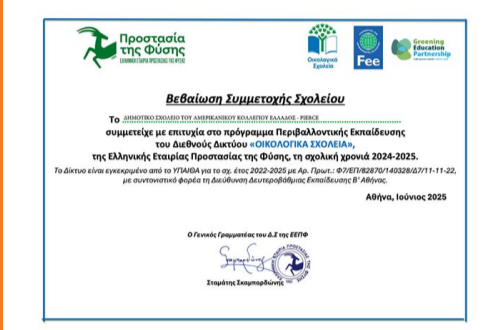 Προστασία
της Φύσης
ΕΛΛΗΝΙΚΗ ΕΤΑΙΡΙΑ ΠΡΟΣΤΑΣΙΑΣ ΤΗΣ ΦΥΣΗΣ
Οικολογικά
Σχολεία
Fee
Greening
Education
Partnership
Βεβαίωση Συμμετοχής Σχολείου
Το ΔΗΜΟΤΙΚΟ ΣΧΟΛΕΙΟ ΤΟΥ ΑΜΕΡΙΚΑΝΙΚΟΥ ΚΟΛΛΕΓΙΟΥ ΕΛΛΑΔΟΣ - PIERCE
συμμετείχε με επιτυχία στο πρόγραμμα Περιβαλλοντικής Εκπαίδευσης
του Διεθνούς Δικτύου «ΟΙΚΟΛΟΓΙΚΑ ΣΧΟΛΕΙΑ»,
της Ελληνικής Εταιρίας Προστασίας της Φύσης, τη σχολική χρονιά 2024-2025.
Το Δίκτυο είναι εγκεκριμένο από το ΥΠΑΙΘΑ για το σχ. έτος 2022-2025 με Αρ. Πρωτ.: Φ7/ΕΠ/82870/140328/Δ7/11-11-22,
με συντονιστικό φορέα τη Διεύθυνση Δευτεροβάθμιας Εκπαίδευσης Β' Αθήνας.
Αθήνα, Ιούνιος 2025
Ο Γενικός Γραμματέας του Δ.Σ της ΕΕΠΦ
Σταμάτης Σκαμπαρδώνης